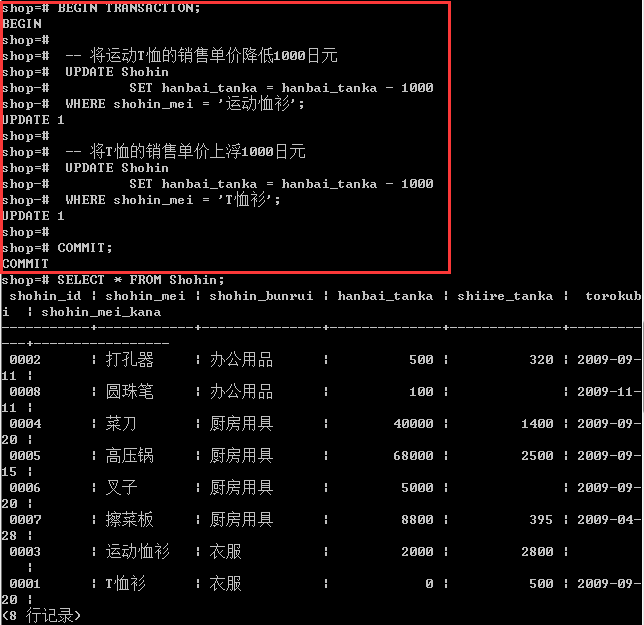 shop=# BEGIN TRANSACTION;
BEGIN
shop=#
shop=#  -- 将运动T恤的销售单价降低1000日元
shop=#  UPDATE Shohin
shop-#          SET hanbai_tanka = hanbai_tanka - 1000
shop-#  WHERE shohin_mei = '运动恤衫';
UPDATE 1
shop=#
shop=#  -- 将T恤的销售单价上浮1000日元
shop=#  UPDATE Shohin
shop-#          SET hanbai_tanka = hanbai_tanka - 1000
shop-#  WHERE shohin_mei = 'T恤衫';
UPDATE 1
shop=#
shop=# COMMIT;
COMMIT
shop=# SELECT * FROM Shohin;
 shohin_id | shohin_mei | shohin_bunrui | hanbai_tanka | shiire_tanka |  torokub
i  | shohin_mei_kana
-----------+------------+---------------+--------------+--------------+---------
---+-----------------
 0002      | 打孔器     | 办公用品      |          500 |          320 | 2009-09-
11 |
 0008      | 圆珠笔     | 办公用品      |          100 |              | 2009-11-
11 |
 0004      | 菜刀       | 厨房用具      |        40000 |         1400 | 2009-09-
20 |
 0005      | 高压锅     | 厨房用具      |        68000 |         2500 | 2009-09-
15 |
 0006      | 叉子       | 厨房用具      |         5000 |              | 2009-09-
20 |
 0007      | 擦菜板     | 厨房用具      |         8800 |          395 | 2009-04-
28 |
 0003      | 运动恤衫   | 衣服          |         2000 |         2800 |
   |
 0001      | T恤衫      | 衣服          |            0 |          500 | 2009-09-
20 |
(8 行记录)